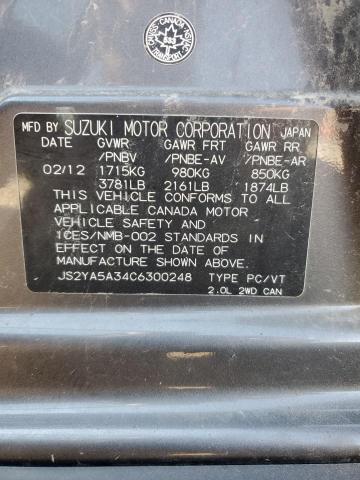 CANADA
TRANSPORT
MFD BY SUZUKI MOTOR CORPORATION JAPAN
DATE GVWR GAWR FRT GAWR RR
/PNBV /PNBE-AV /PNBE-AR
02/12 1715KG 980KG 850KG
3781LB 2161LB 1874LB
THIS VEHICLE CONFORMS TO ALL
APPLICABLE CANADA MOTOR
VEHICLE SAFETY AND
ICES/NMB-002 STANDARDS IN
EFFECT ON THE DATE OF
MANUFACTURE SHOWN ABOVE.
JS2YA5A34C6300248 TYPE PC/VT
2.0L 2WD CAN